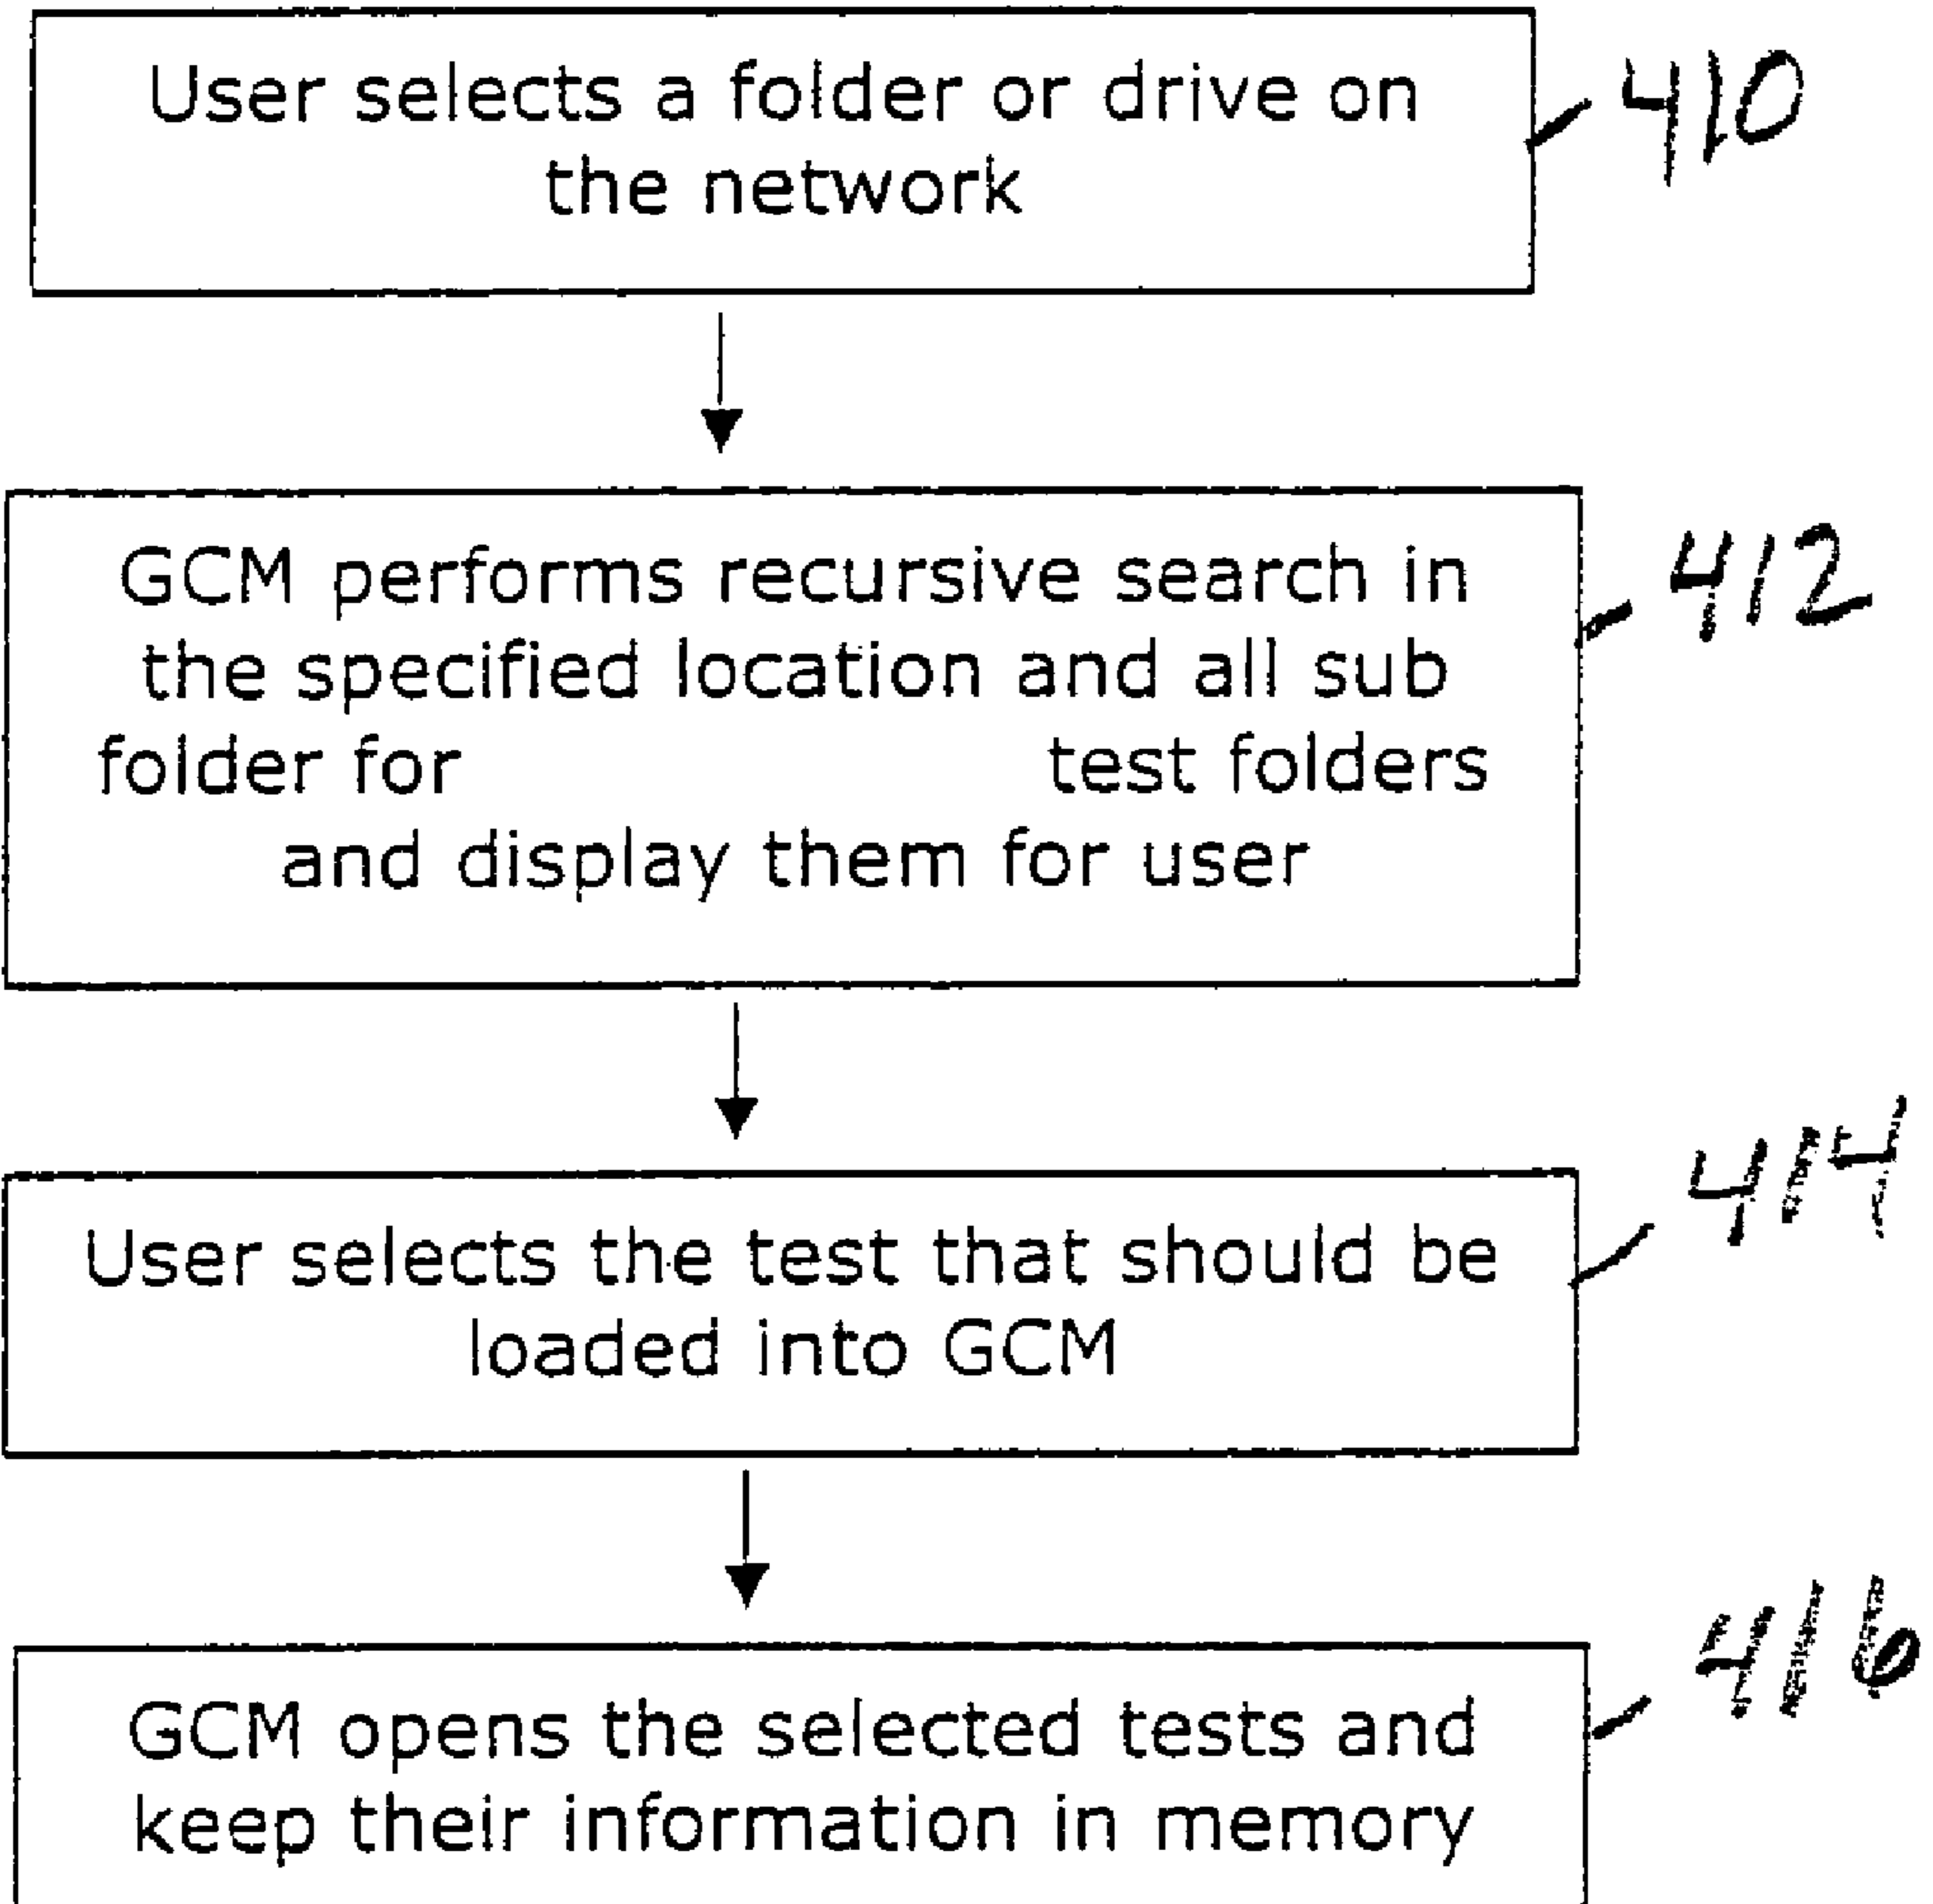 User selects a folder or drive on
the network
410
GCM performs recursive search in
the specified location and all sub
folder for test folders
and display them for user
412
User selects the test that should be
loaded into GCM
414
GCM opens the selected tests and
keep their information in memory
416